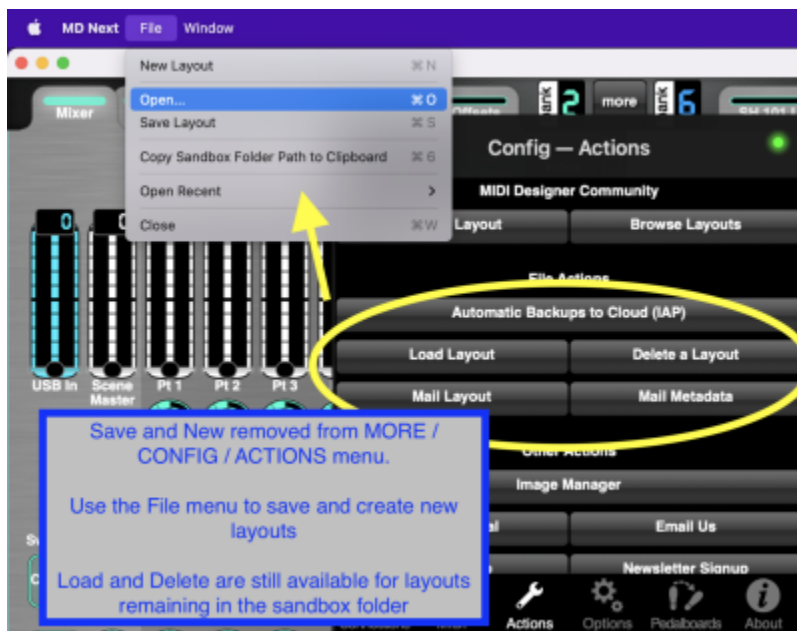 MD Next File Window
New Layout ⌘ N
Open... ⌘ O
Save Layout ⌘ S
Copy Sandbox Folder Path to Clipboard ⌘ 6
Open Recent >
Close ⌘ W
Mixer
2 more 6
Config — Actions
MIDI Designer Community
Layout Browse Layouts
File Actions
Automatic Backups to Cloud (IAP)
Load Layout Delete a Layout
Mail Layout Mail Metadata
Other Actions
Image Manager
Email Us
Newsletter Signup
Actions Options Pedalboards About
0
USB In Scene Master Pt 1 Pt 2 Pt 3
Save and New removed from MORE /
CONFIG / ACTIONS menu.
Use the File menu to save and create new
layouts
Load and Delete are still available for layouts
remaining in the sandbox folder